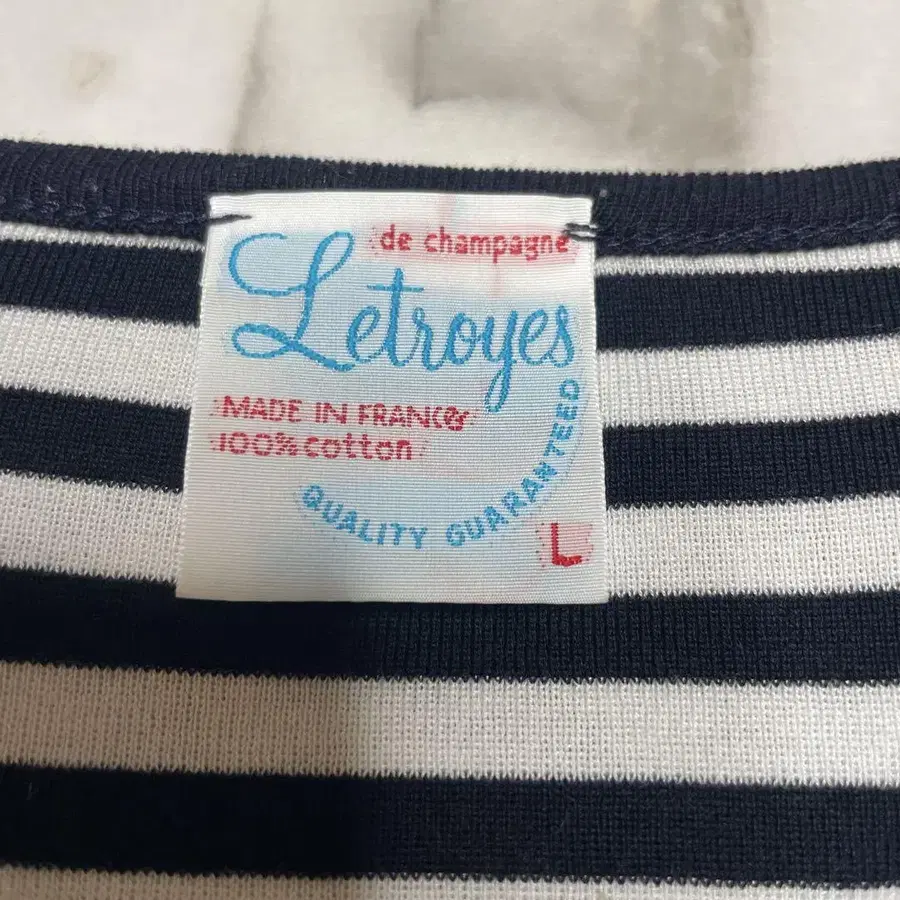 de champagne
Letroyes
MADE IN FRANCE
100% cotton
QUALITY GUARANTEED
L